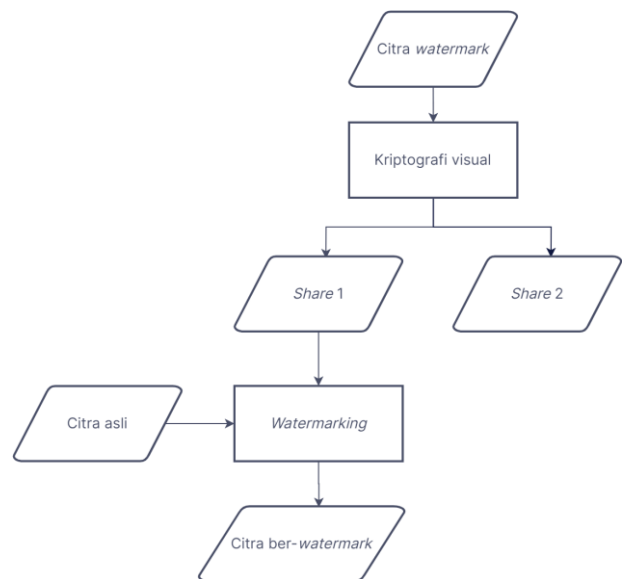 Citra watermark
Kriptografi visual
Share 1
Share 2
Citra asli
Watermarking
Citra ber-watermark